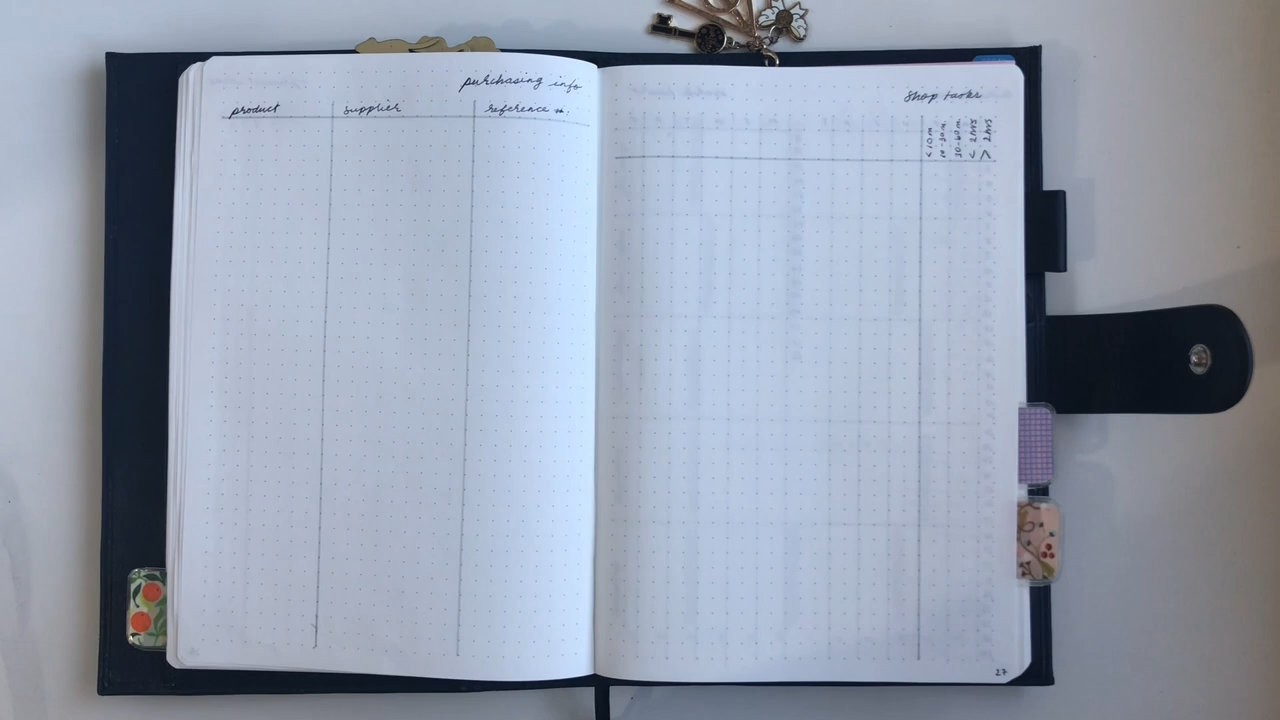 purchasing info
product supplier reference #:
shop tasks
< 10m
10-30m.
30-60m.
< 2HRS
> 2HRS
27